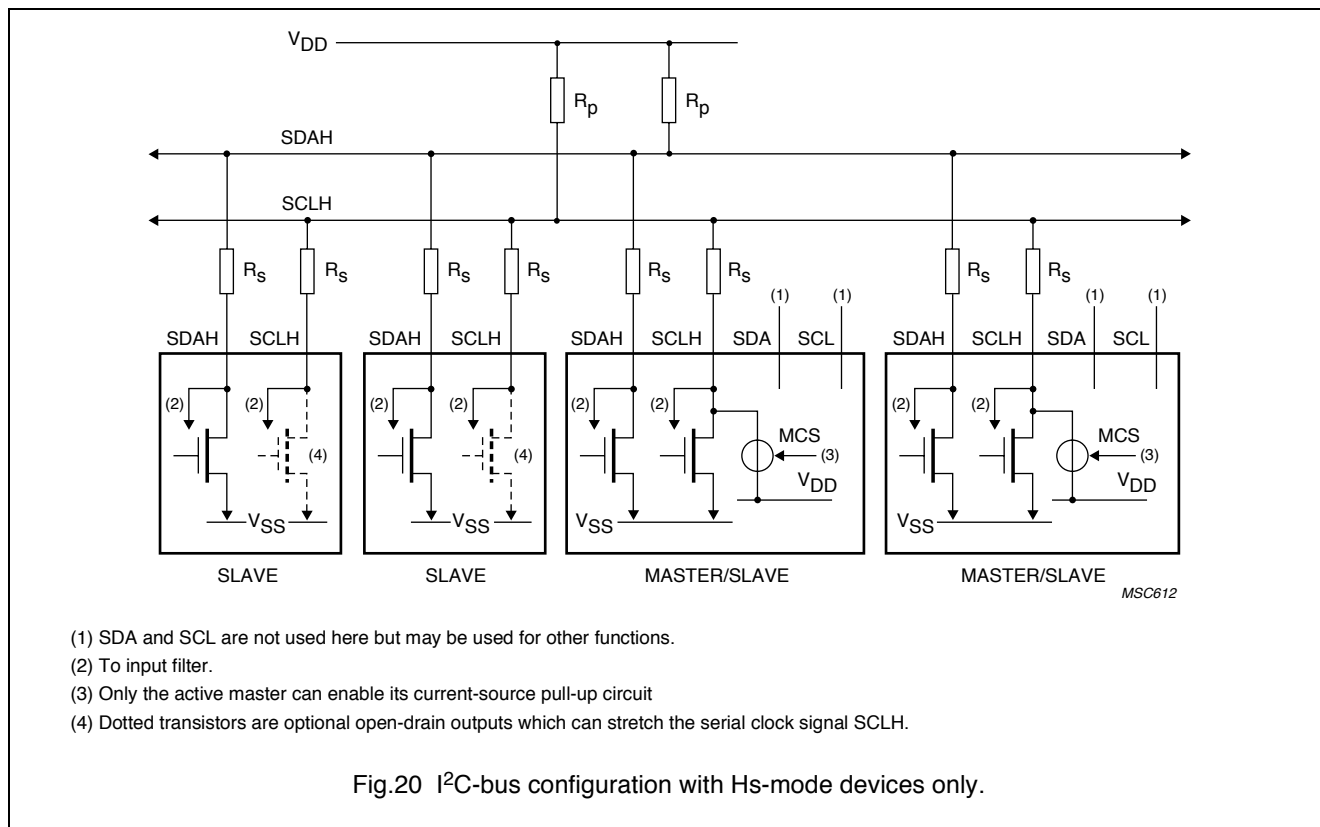 VDD
Rp Rp
SDAH
SCLH
Rs Rs Rs Rs Rs Rs Rs Rs
(1) (1) (1) (1)
SDAH SCLH SDAH SCLH SDAH SCLH SDA SCL SDAH SCLH SDA SCL
(2) (2) (2) (2) (2) (2) (2) (2)
(4) (4) MCS (3) MCS (3)
VDD VDD
VSS VSS VSS VSS
SLAVE SLAVE MASTER/SLAVE MASTER/SLAVE
MSC612
(1) SDA and SCL are not used here but may be used for other functions.
(2) To input filter.
(3) Only the active master can enable its current-source pull-up circuit
(4) Dotted transistors are optional open-drain outputs which can stretch the serial clock signal SCLH.
Fig.20 I²C-bus configuration with Hs-mode devices only.